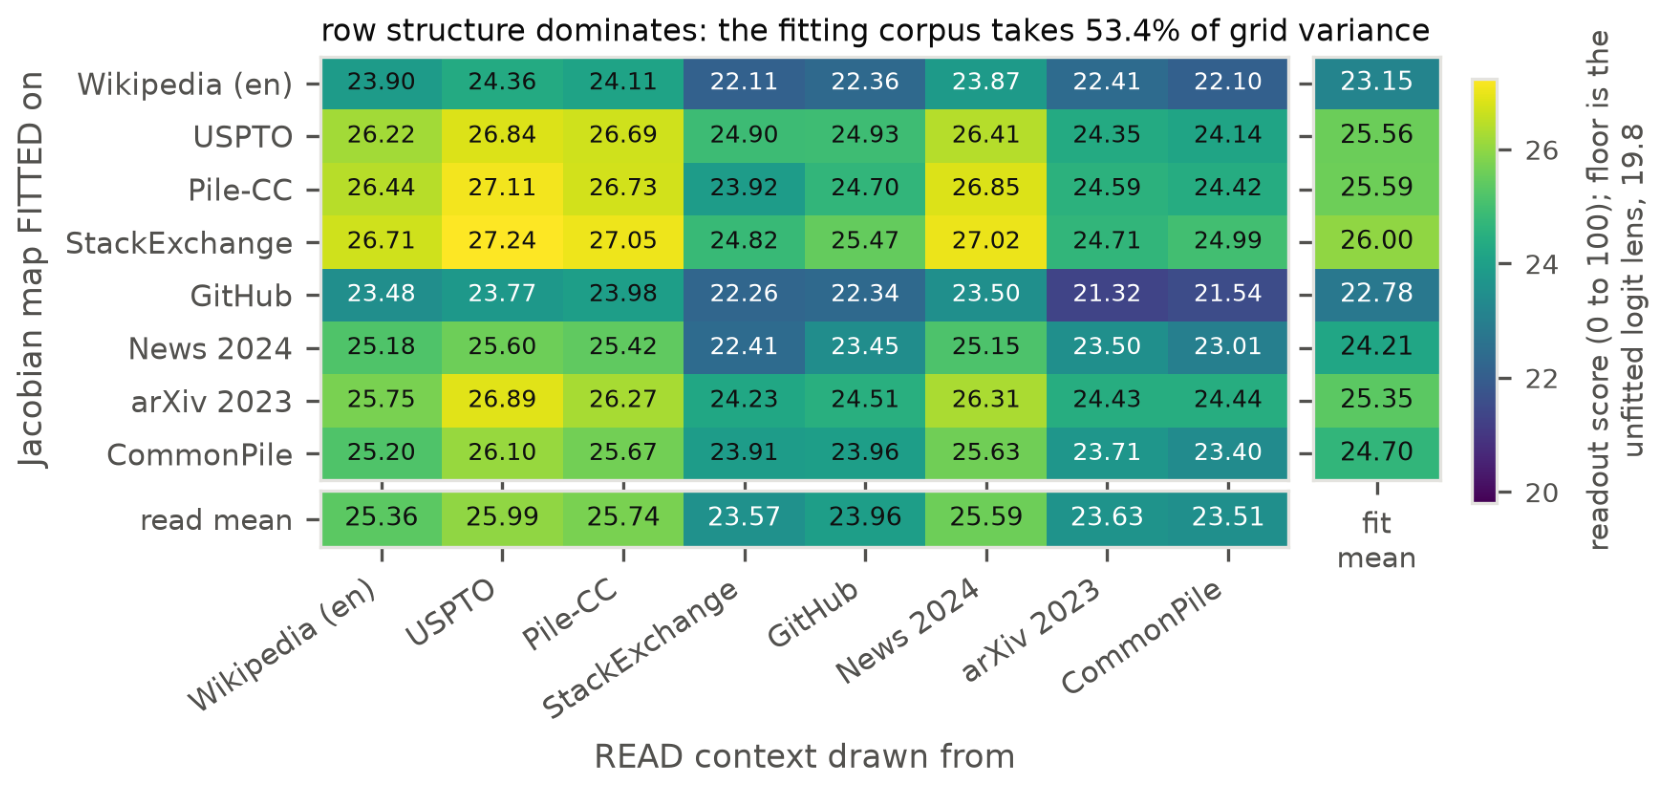 row structure dominates: the fitting corpus takes 53.4% of grid variance
Jacobian map FITTED on
Wikipedia (en) 23.90 24.36 24.11 22.11 22.36 23.87 22.41 22.10 23.15
USPTO 26.22 26.84 26.69 24.90 24.93 26.41 24.35 24.14 25.56
Pile-CC 26.44 27.11 26.73 23.92 24.70 26.85 24.59 24.42 25.59
StackExchange 26.71 27.24 27.05 24.82 25.47 27.02 24.71 24.99 26.00
GitHub 23.48 23.77 23.98 22.26 22.34 23.50 21.32 21.54 22.78
News 2024 25.18 25.60 25.42 22.41 23.45 25.15 23.50 23.01 24.21
arXiv 2023 25.75 26.89 26.27 24.23 24.51 26.31 24.43 24.44 25.35
CommonPile 25.20 26.10 25.67 23.91 23.96 25.63 23.71 23.40 24.70
read mean 25.36 25.99 25.74 23.57 23.96 25.59 23.63 23.51
fit
mean
Wikipedia (en)
USPTO
Pile-CC
StackExchange
GitHub
News 2024
arXiv 2023
CommonPile
READ context drawn from
26
24
22
20
readout score (0 to 100); floor is the
unfitted logit lens, 19.8